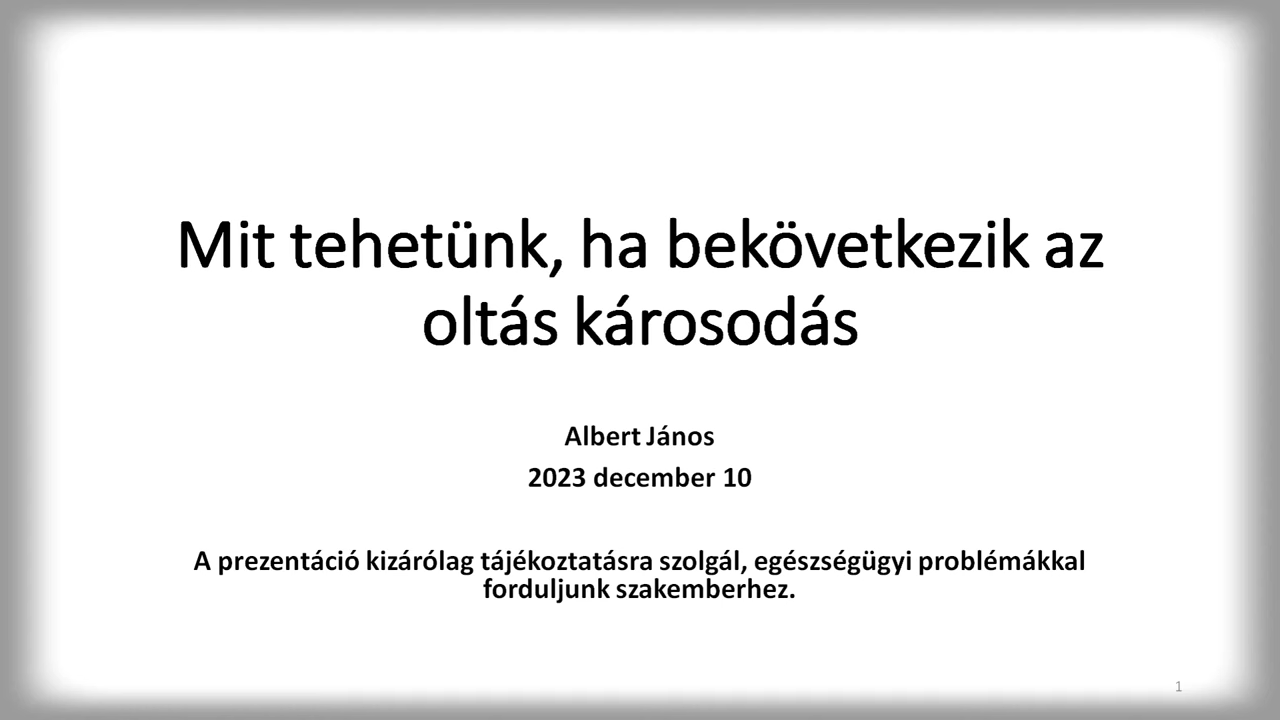 Mit tehetünk, ha bekövetkezik az
oltás károsodás
Albert János
2023 december 10
A prezentáció kizárólag tájékoztatásra szolgál, egészségügyi problémákkal
forduljunk szakemberhez.
1